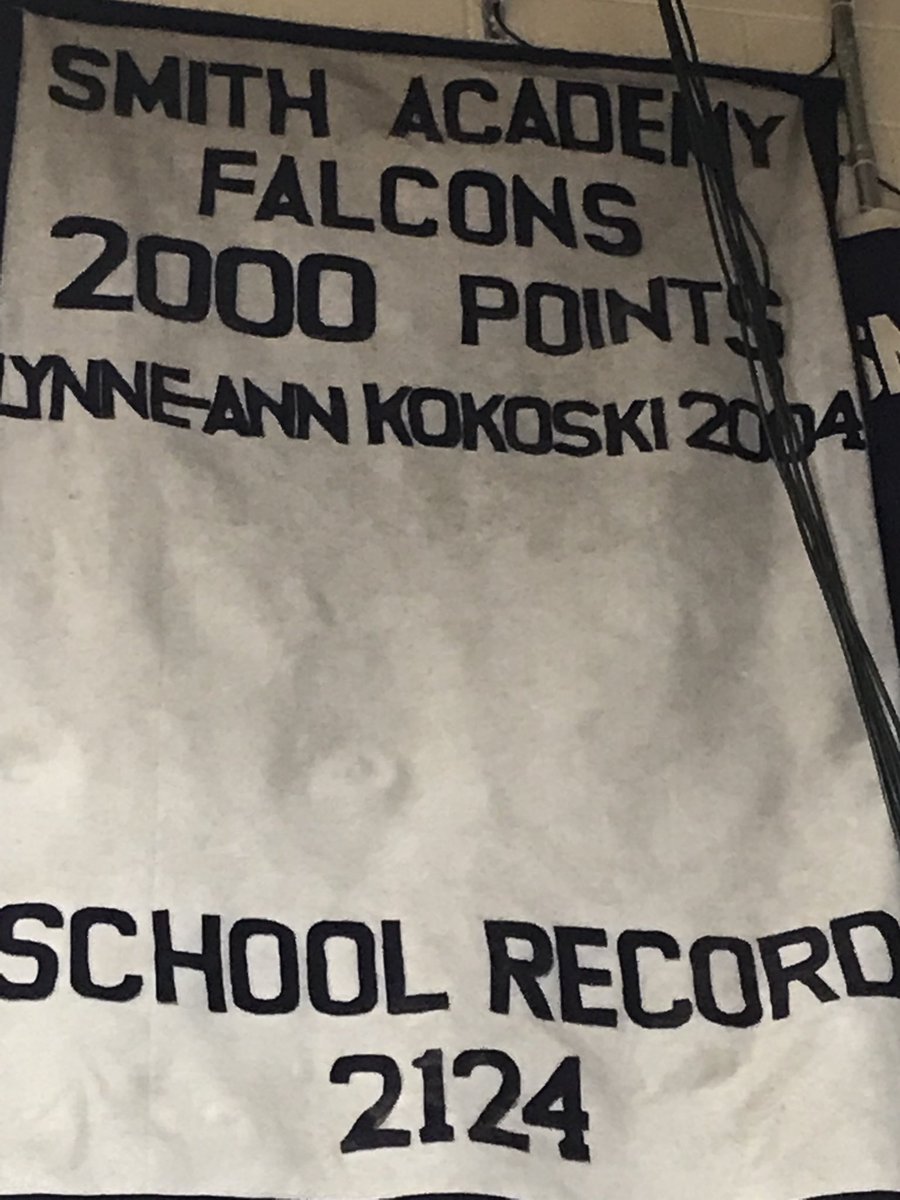 SMITH ACADEMY
FALCONS
2000 POINTS
LYNNE-ANN KOKOSKI 2004
SCHOOL RECORD
2124